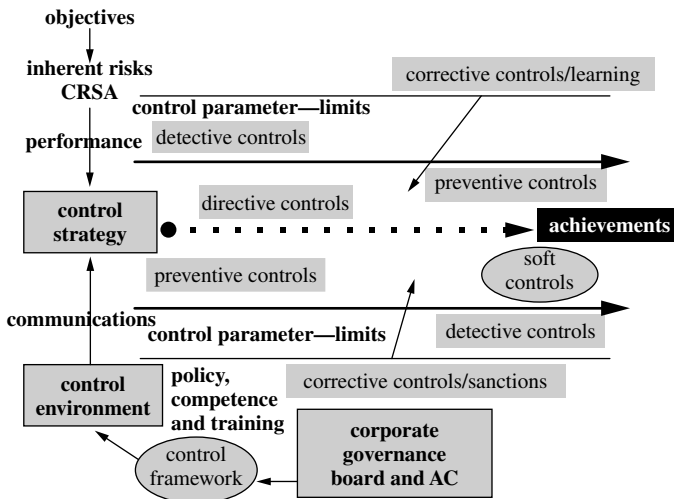 objectives
inherent risks
CRSA
corrective controls/learning
control parameter—limits
performance
detective controls
preventive controls
directive controls
control
strategy
achievements
soft
controls
preventive controls
communications
control parameter—limits
detective controls
control
environment
policy,
competence
and training
corrective controls/sanctions
control
framework
corporate
governance
board and AC